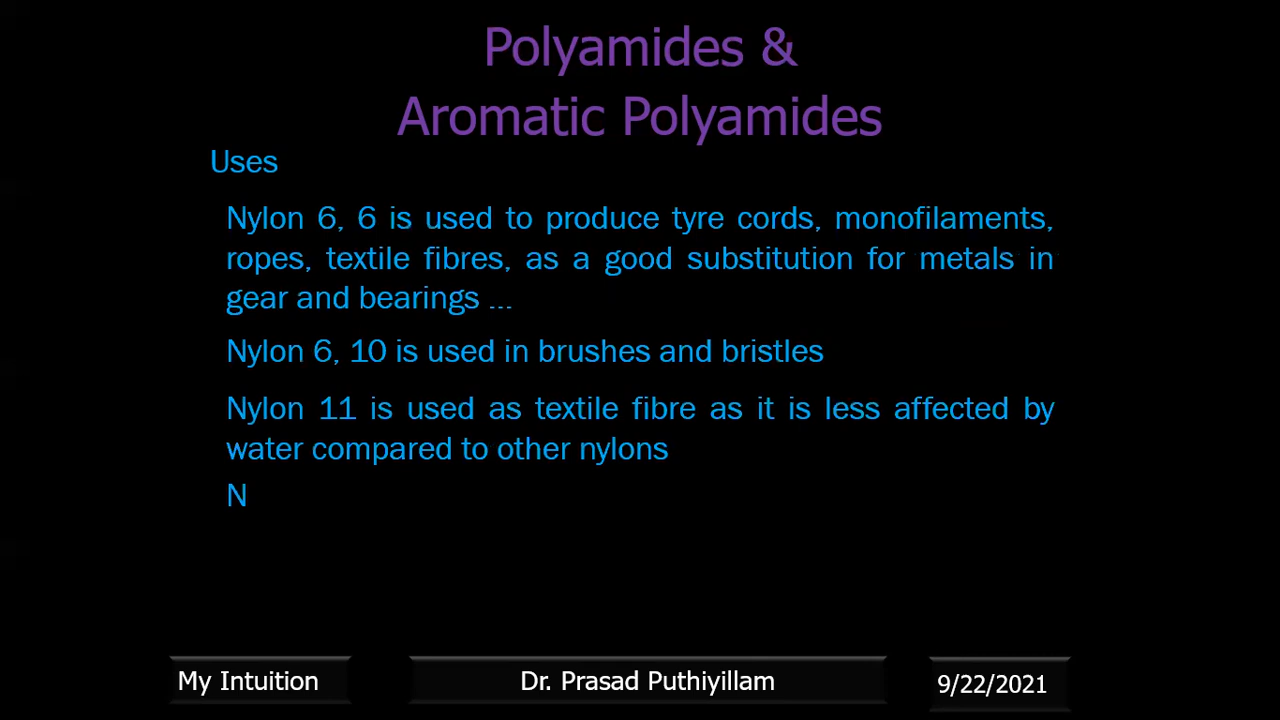 Polyamides &
Aromatic Polyamides
Uses
Nylon 6, 6 is used to produce tyre cords, monofilaments,
ropes, textile fibres, as a good substitution for metals in
gear and bearings ...
Nylon 6, 10 is used in brushes and bristles
Nylon 11 is used as textile fibre as it is less affected by
water compared to other nylons
N
My Intuition
Dr. Prasad Puthiyillam
9/22/2021